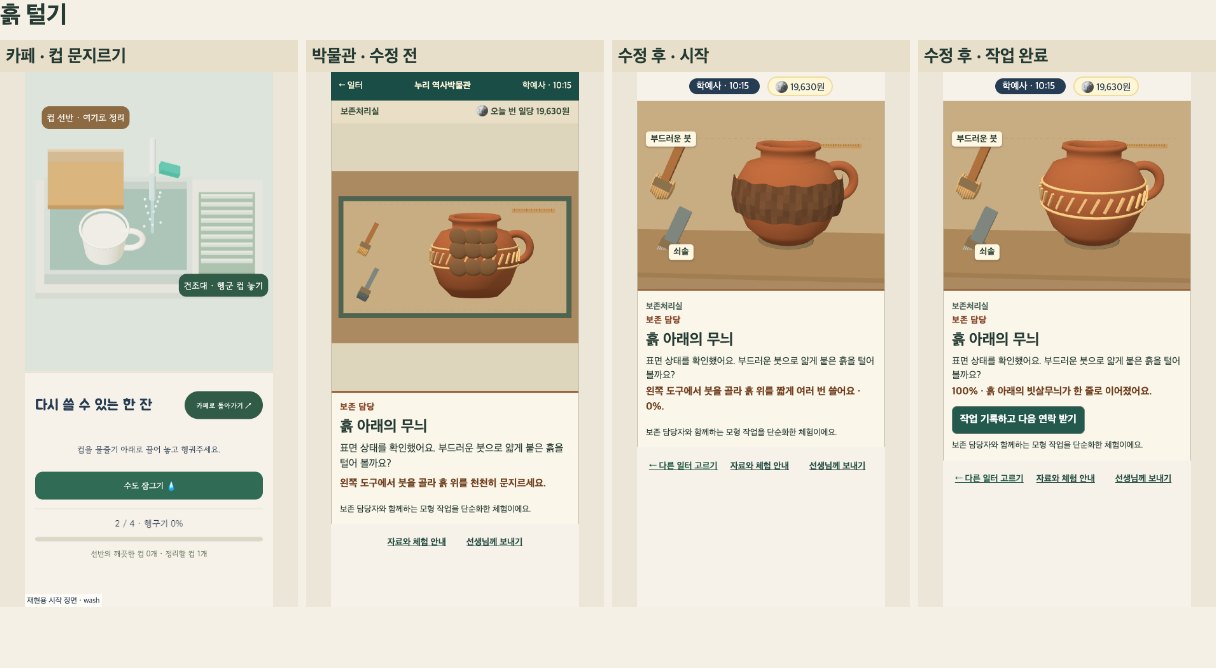 흙 털기
카페 · 컵 문지르기
컵 선반 · 여기로 정리
건조대 · 헹군 컵 놓기
다시 쓸 수 있는 한 잔
카페로 돌아가기 ↗
컵을 물줄기 아래로 끌어 놓고 헹궈주세요.
수도 잠그기 💧
2 / 4 · 헹구기 0%
선반의 깨끗한 컵 0개 · 정리할 컵 1개
재현용 시작 장면 · wash
박물관 · 수정 전
← 일터
누리 역사박물관
학예사 · 10:15
보존처리실
오늘 번 일당 19,630원
보존 담당
흙 아래의 무늬
표면 상태를 확인했어요. 부드러운 붓으로 얇게 붙은 흙을
털어 볼까요?
왼쪽 도구에서 붓을 골라 흙 위를 천천히 문지르세요.
보존 담당자와 함께하는 모형 작업을 단순화한 체험이에요.
자료와 체험 안내
선생님께 보내기
수정 후 · 시작
학예사 · 10:15
19,630원
부드러운 붓
쇠솔
보존처리실
보존 담당
흙 아래의 무늬
표면 상태를 확인했어요. 부드러운 붓으로 얇게 붙은 흙을 털어
볼까요?
왼쪽 도구에서 붓을 골라 흙 위를 짧게 여러 번 쓸어요 ·
0%.
보존 담당자와 함께하는 모형 작업을 단순화한 체험이에요.
← 다른 일터 고르기
자료와 체험 안내
선생님께 보내기
수정 후 · 작업 완료
학예사 · 10:15
19,630원
부드러운 붓
쇠솔
보존처리실
보존 담당
흙 아래의 무늬
표면 상태를 확인했어요. 부드러운 붓으로 얇게 붙은 흙을 털어
볼까요?
100% · 흙 아래의 빗살무늬가 한 줄로 이어졌어요.
작업 기록하고 다음 연락 받기
보존 담당자와 함께하는 모형 작업을 단순화한 체험이에요.
← 다른 일터 고르기
자료와 체험 안내
선생님께 보내기